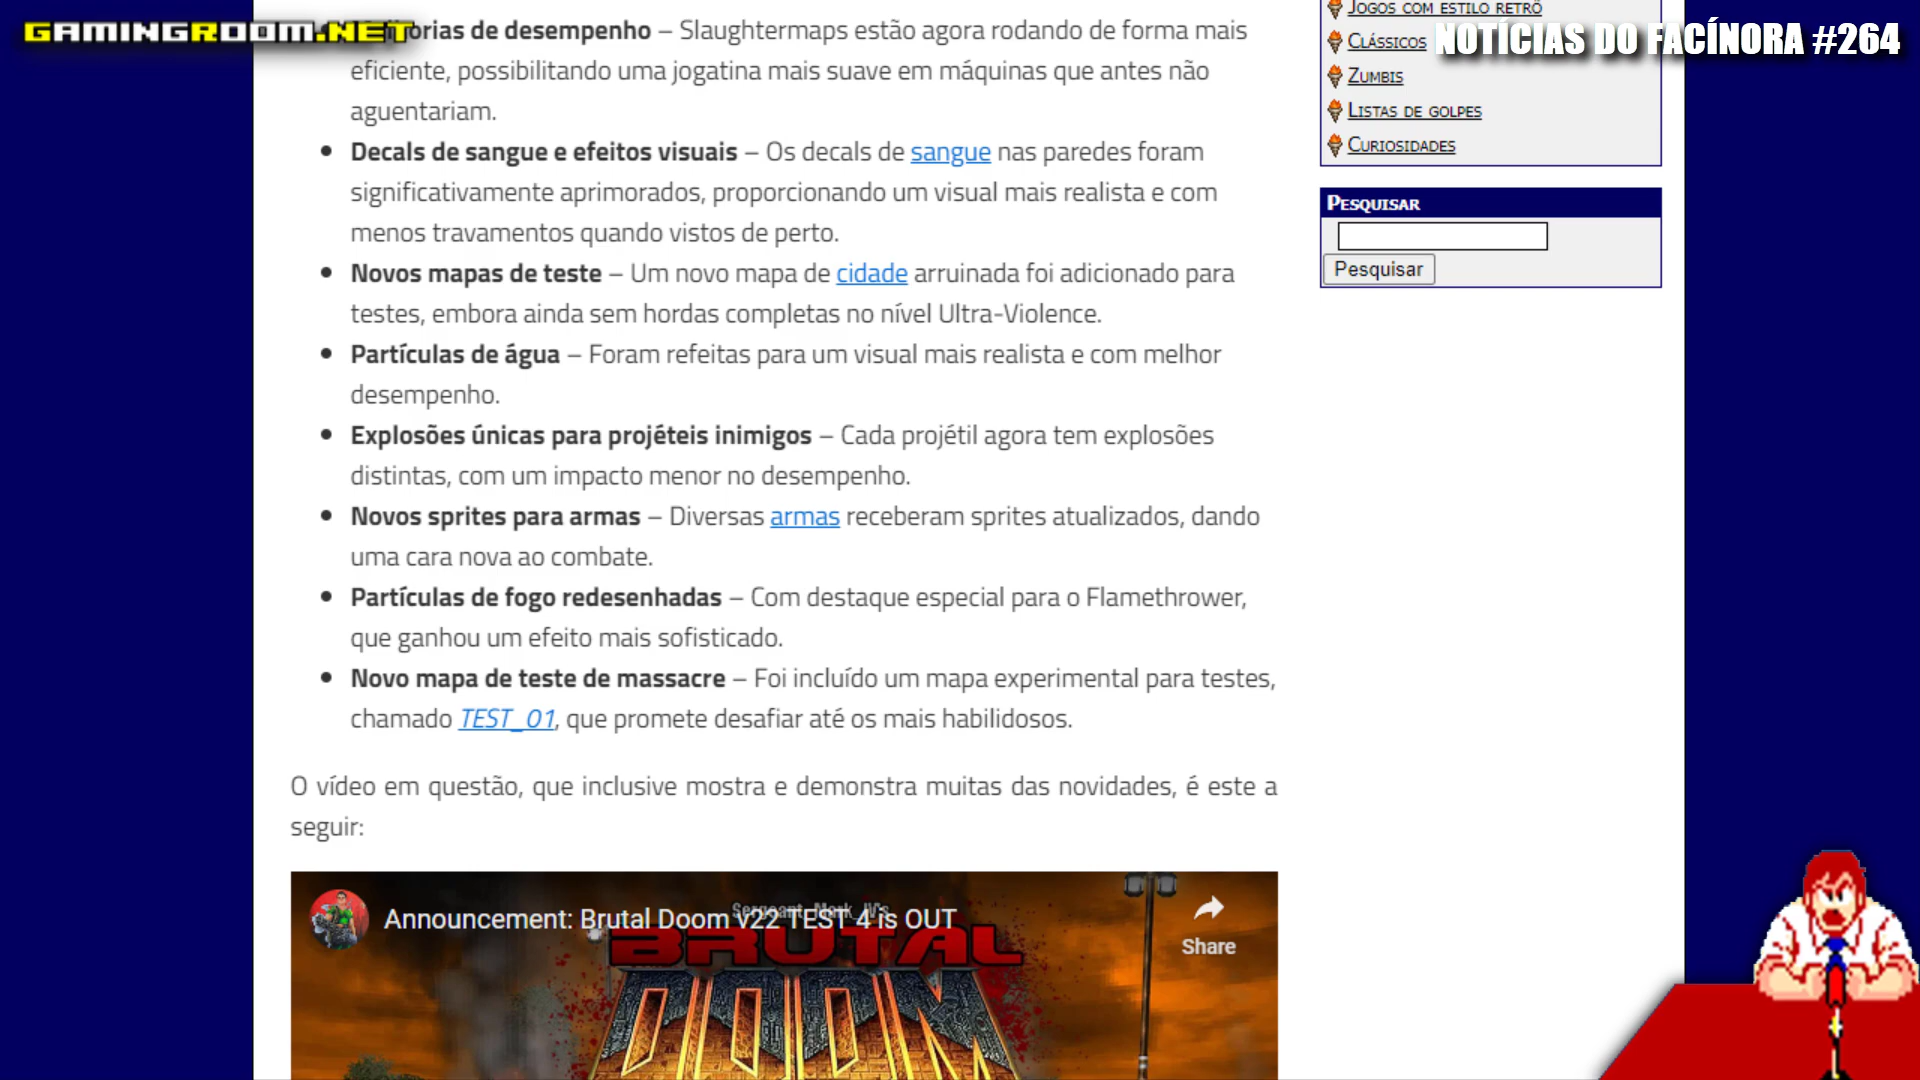 GAMINGROOM.NET
NOTÍCIAS DO FACÍNORA #264
de desempenho – Slaughtermaps estão agora rodando de forma mais
eficiente, possibilitando uma jogatina mais suave em máquinas que antes não
aguentariam.
• Decals de sangue e efeitos visuais – Os decals de sangue nas paredes foram
significativamente aprimorados, proporcionando um visual mais realista e com
menos travamentos quando vistos de perto.
• Novos mapas de teste – Um novo mapa de cidade arruinada foi adicionado para
testes, embora ainda sem hordas completas no nível Ultra-Violence.
• Partículas de água – Foram refeitas para um visual mais realista e com melhor
desempenho.
• Explosões únicas para projéteis inimigos – Cada projétil agora tem explosões
distintas, com um impacto menor no desempenho.
• Novos sprites para armas – Diversas armas receberam sprites atualizados, dando
uma cara nova ao combate.
• Partículas de fogo redesenhadas – Com destaque especial para o Flamethrower,
que ganhou um efeito mais sofisticado.
• Novo mapa de teste de massacre – Foi incluído um mapa experimental para testes,
chamado TEST_01, que promete desafiar até os mais habilidosos.
O vídeo em questão, que inclusive mostra e demonstra muitas das novidades, é este a
seguir:
Announcement: Brutal Doom v22 TEST 4 is OUT
Share
Sergeant_Mark_IV's
BRUTAL
DOOM
Jogos com estilo retrô
Clássicos
Zumbis
Listas de golpes
Curiosidades
Pesquisar
Pesquisar